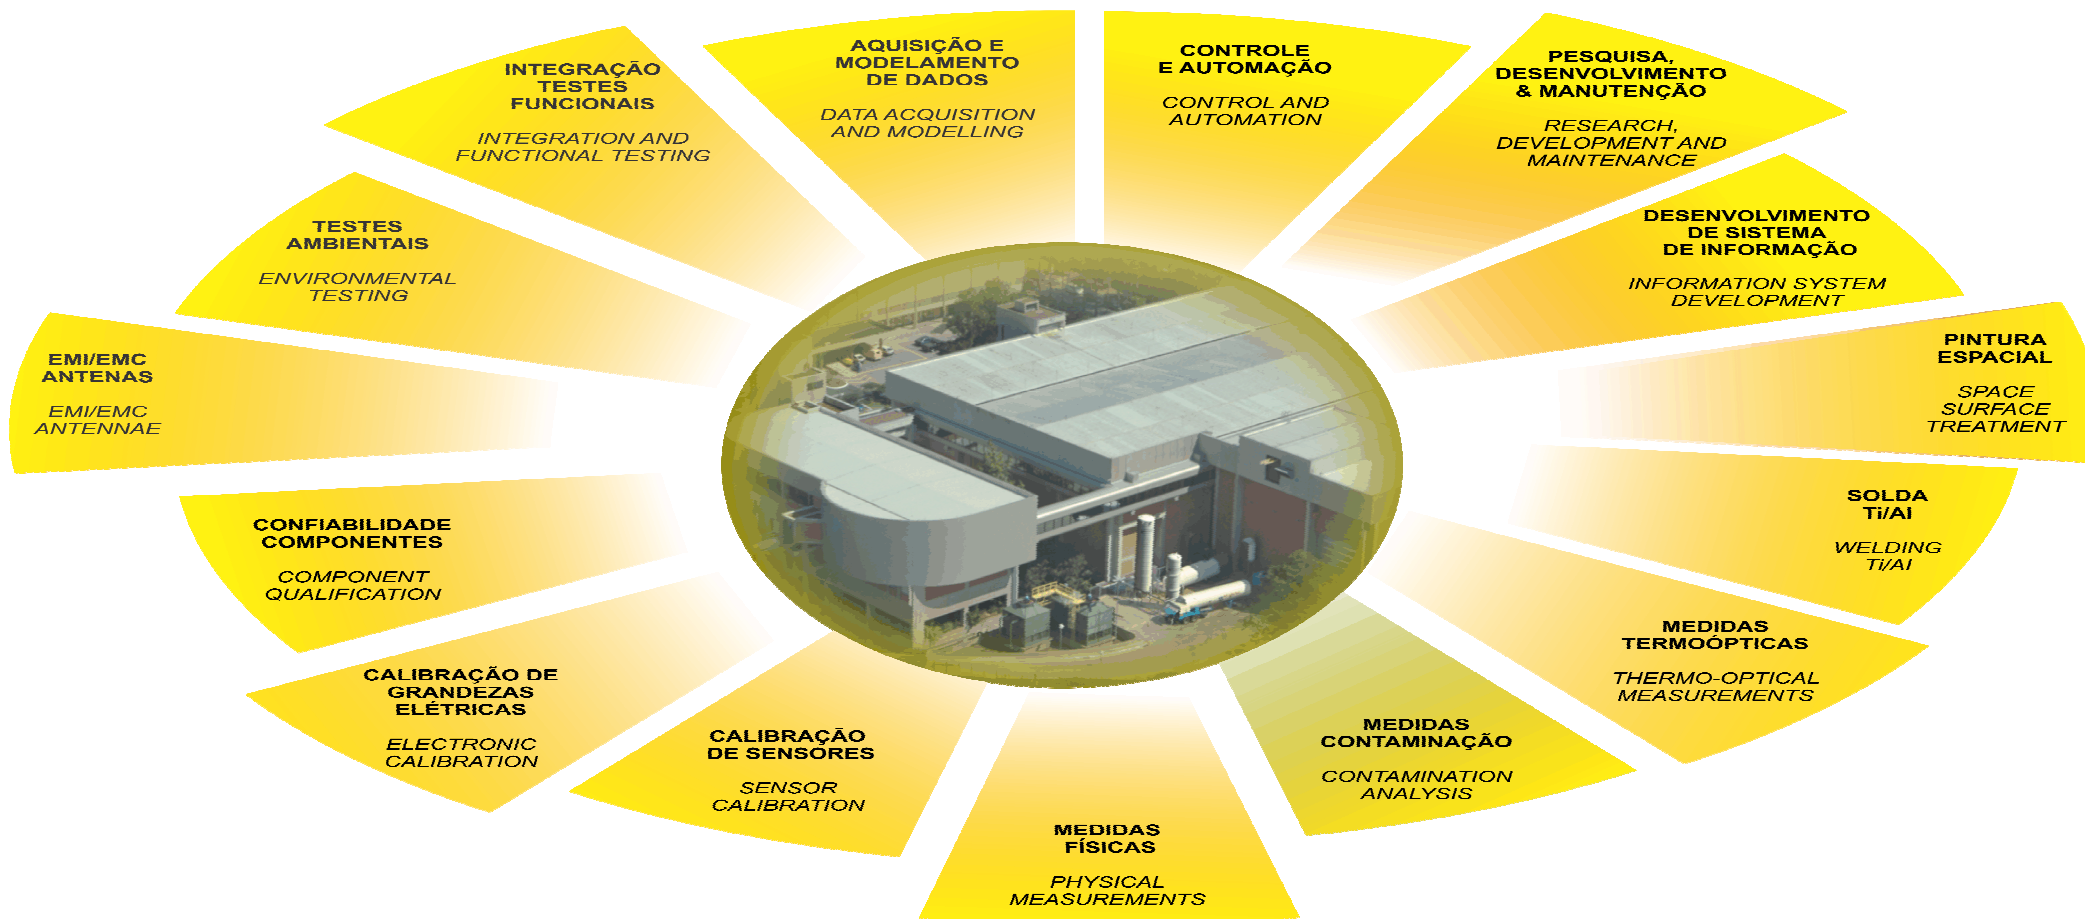 INTEGRAÇÃO
TESTES
FUNCIONAIS
INTEGRATION AND
FUNCTIONAL TESTING
AQUISIÇÃO E
MODELAMENTO
DE DADOS
DATA ACQUISITION
AND MODELLING
CONTROLE
E AUTOMAÇÃO
CONTROL AND
AUTOMATION
PESQUISA,
DESENVOLVIMENTO
& MANUTENÇÃO
RESEARCH,
DEVELOPMENT AND
MAINTENANCE
TESTES
AMBIENTAIS
ENVIRONMENTAL
TESTING
DESENVOLVIMENTO
DE SISTEMA
DE INFORMAÇÃO
INFORMATION SYSTEM
DEVELOPMENT
EMI/EMC
ANTENAS
EMI/EMC
ANTENNAE
PINTURA
ESPACIAL
SPACE
SURFACE
TREATMENT
CONFIABILIDADE
COMPONENTES
COMPONENT
QUALIFICATION
SOLDA
Ti/Al
WELDING
Ti/Al
CALIBRAÇÃO DE
GRANDEZAS
ELÉTRICAS
ELECTRONIC
CALIBRATION
MEDIDAS
TERMOÓPTICAS
THERMO-OPTICAL
MEASUREMENTS
CALIBRAÇÃO
DE SENSORES
SENSOR
CALIBRATION
MEDIDAS
CONTAMINAÇÃO
CONTAMINATION
ANALYSIS
MEDIDAS
FÍSICAS
PHYSICAL
MEASUREMENTS